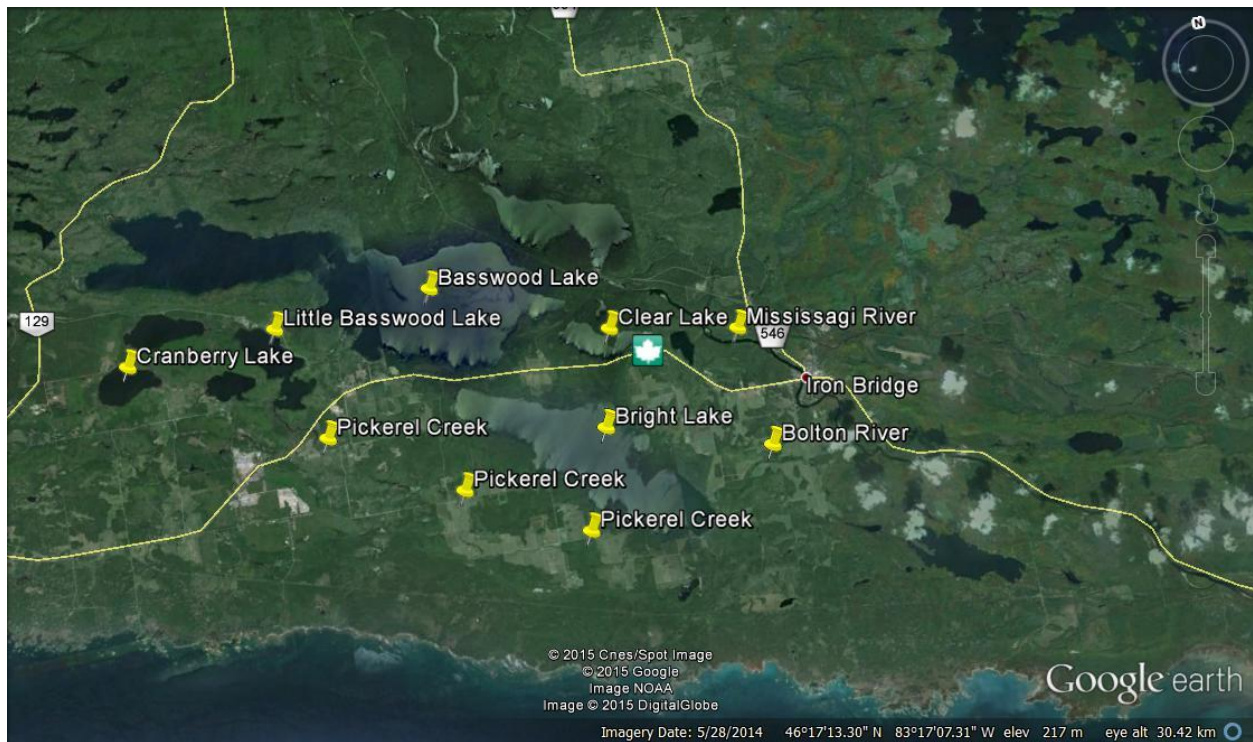 N
129
Basswood Lake
Little Basswood Lake
Clear Lake
Mississagi River
546
Cranberry Lake
Iron Bridge
Pickerel Creek
Bright Lake
Bolton River
Pickerel Creek
Pickerel Creek
© 2015 Cnes/Spot Image
© 2015 Google
Image NOAA
Image © 2015 DigitalGlobe
Google earth
Imagery Date: 5/28/2014 46°17'13.30" N 83°17'07.31" W elev 217 m eye alt 30.42 km